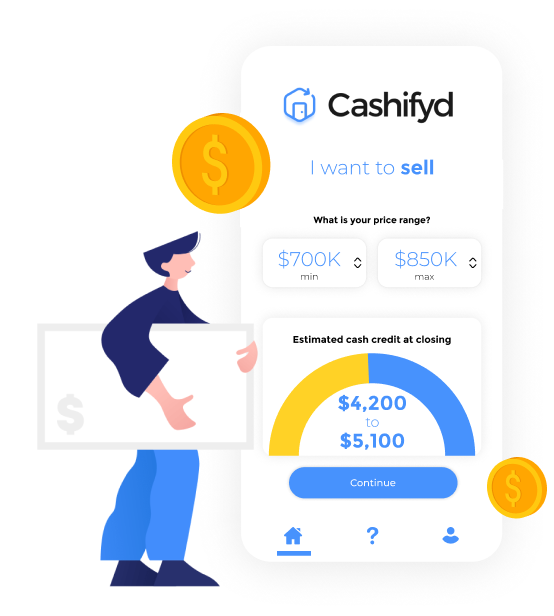 Cashifyd
$
I want to sell
What is your price range?
$700K
min
$850K
max
Estimated cash credit at closing
$4,200
to
$5,100
$
Continue
$
?